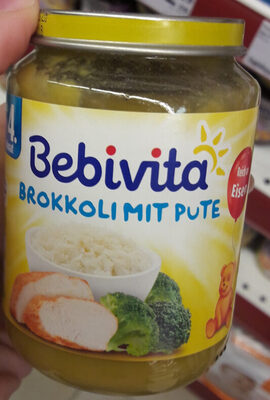 4.
Bebivita
BROKKOLI MIT PUTE
Eisen